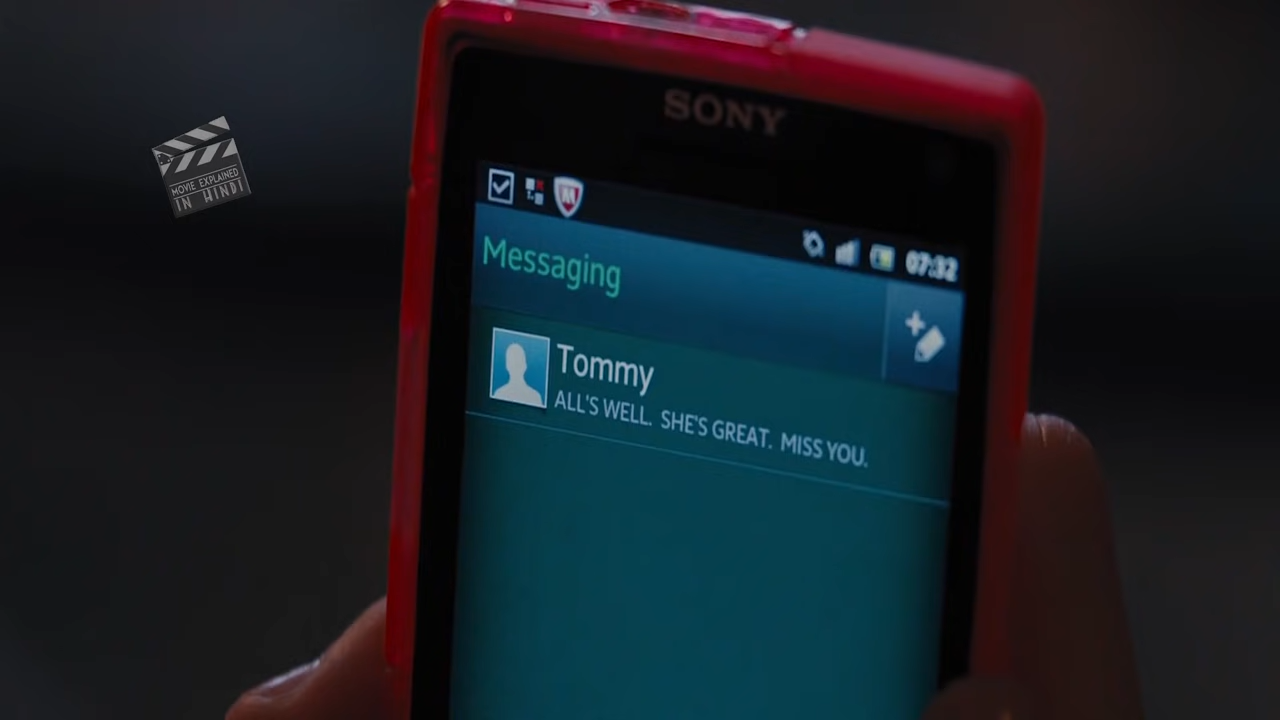 SONY
MOVIE EXPLAINED
IN HINDI
07:32
Messaging
Tommy
ALL'S WELL. SHE'S GREAT. MISS YOU.